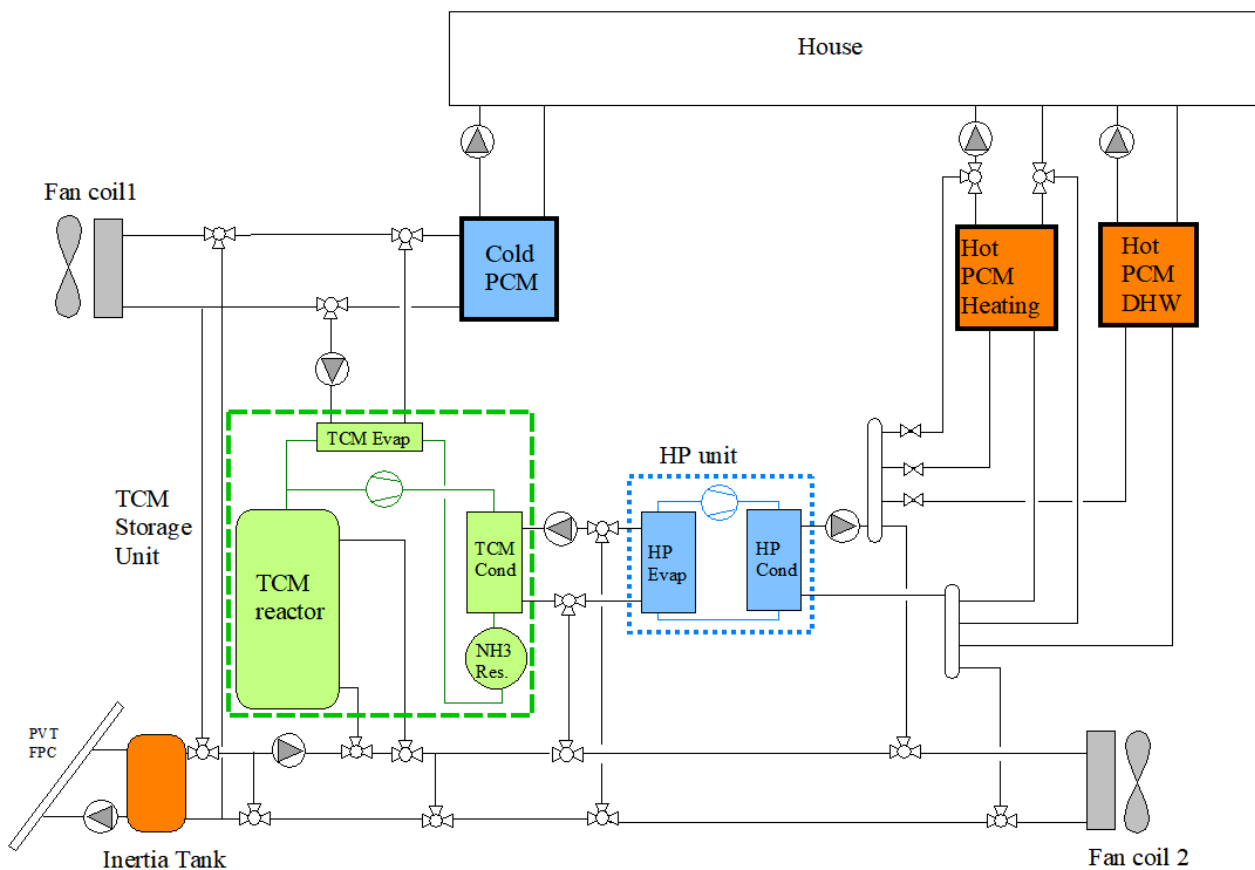 House
Fan coil1
Cold
PCM
Hot
PCM
Heating
Hot
PCM
DHW
TCM Evap
HP unit
TCM
Storage
Unit
TCM
Cond
HP
Evap
HP
Cond
TCM
reactor
NH3
Res.
PVT
FPC
Inertia Tank
Fan coil 2